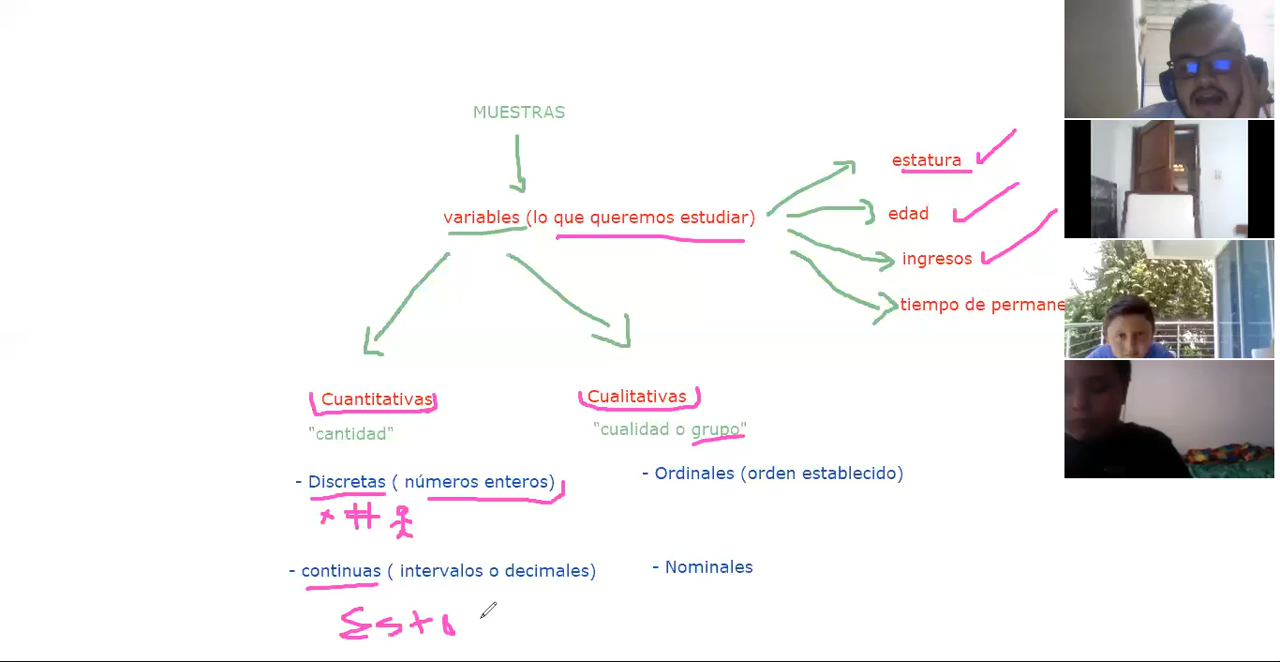 MUESTRAS
variables (lo que queremos estudiar)
estatura
edad
ingresos
tiempo de permane
Cuantitativas
"cantidad"
- Discretas ( números enteros)
* #
- continuas ( intervalos o decimales)
Esta
Cualitativas
"cualidad o grupo"
- Ordinales (orden establecido)
- Nominales